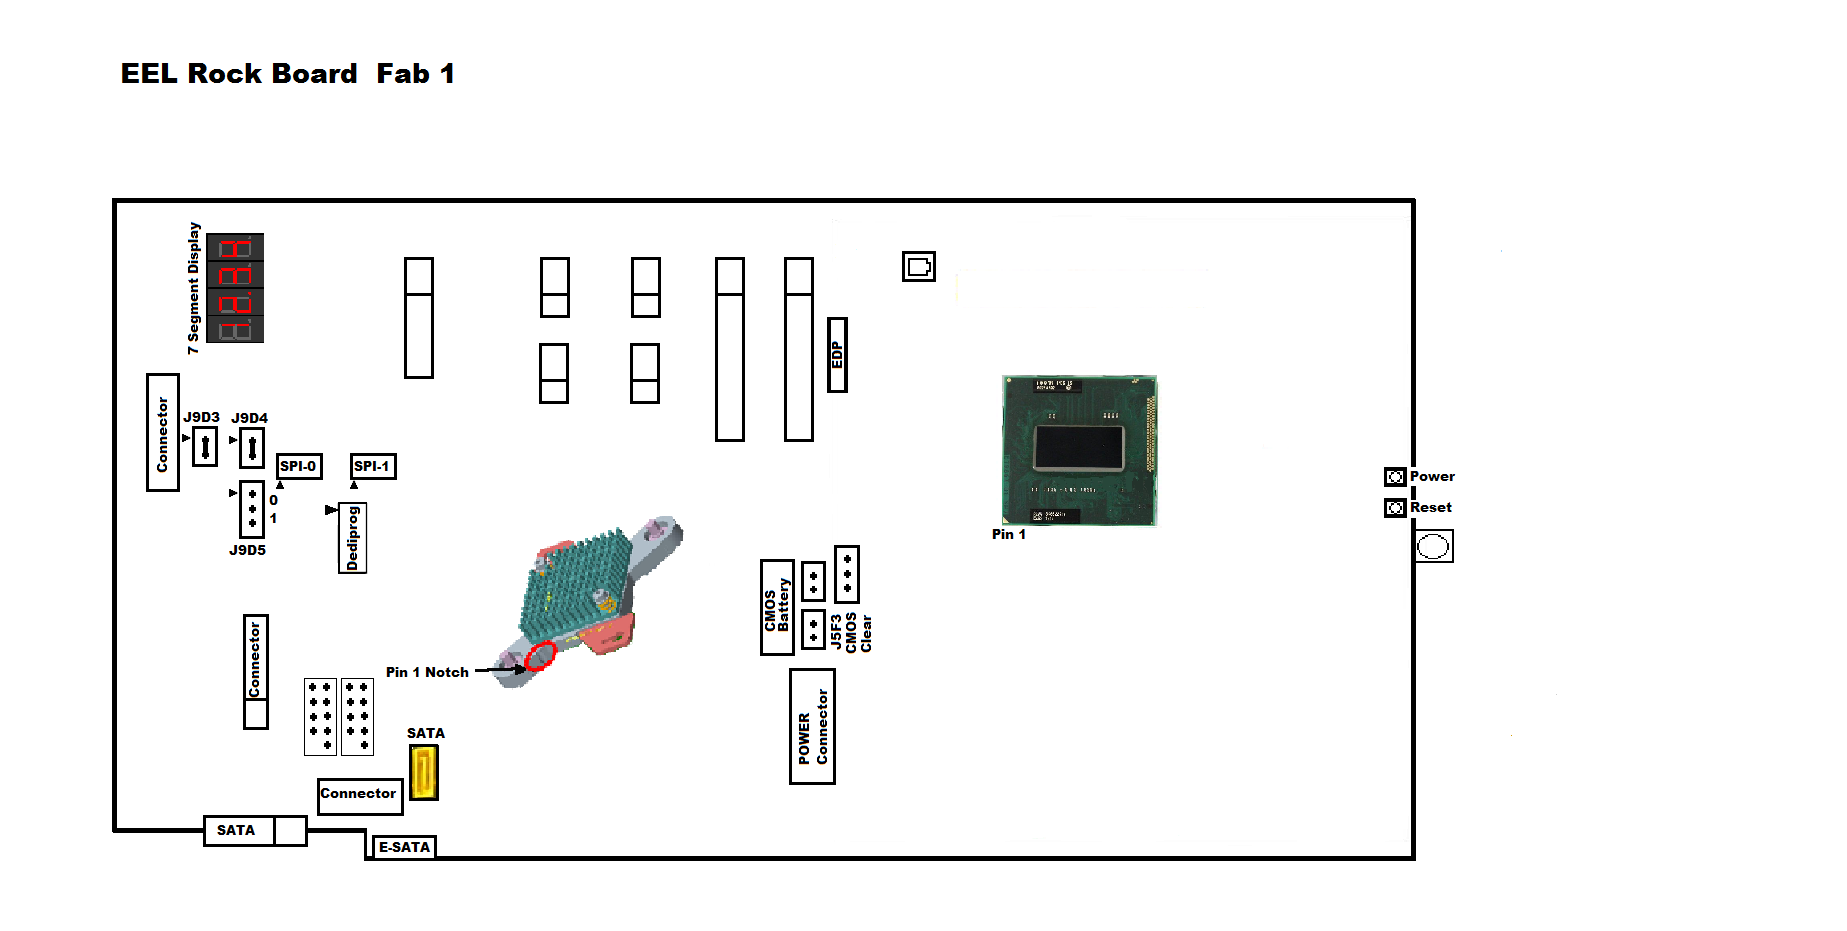 EEL Rock Board  Fab 1
7 Segment Display
EDP
Connector
J9D3
J9D4
SPI-0
SPI-1
0
1
J9D5
Dediprog
Pin 1
Power
Reset
CMOS
Battery
J5F3
CMOS
Clear
Connector
Pin 1 Notch
POWER
Connector
SATA
Connector
SATA
E-SATA